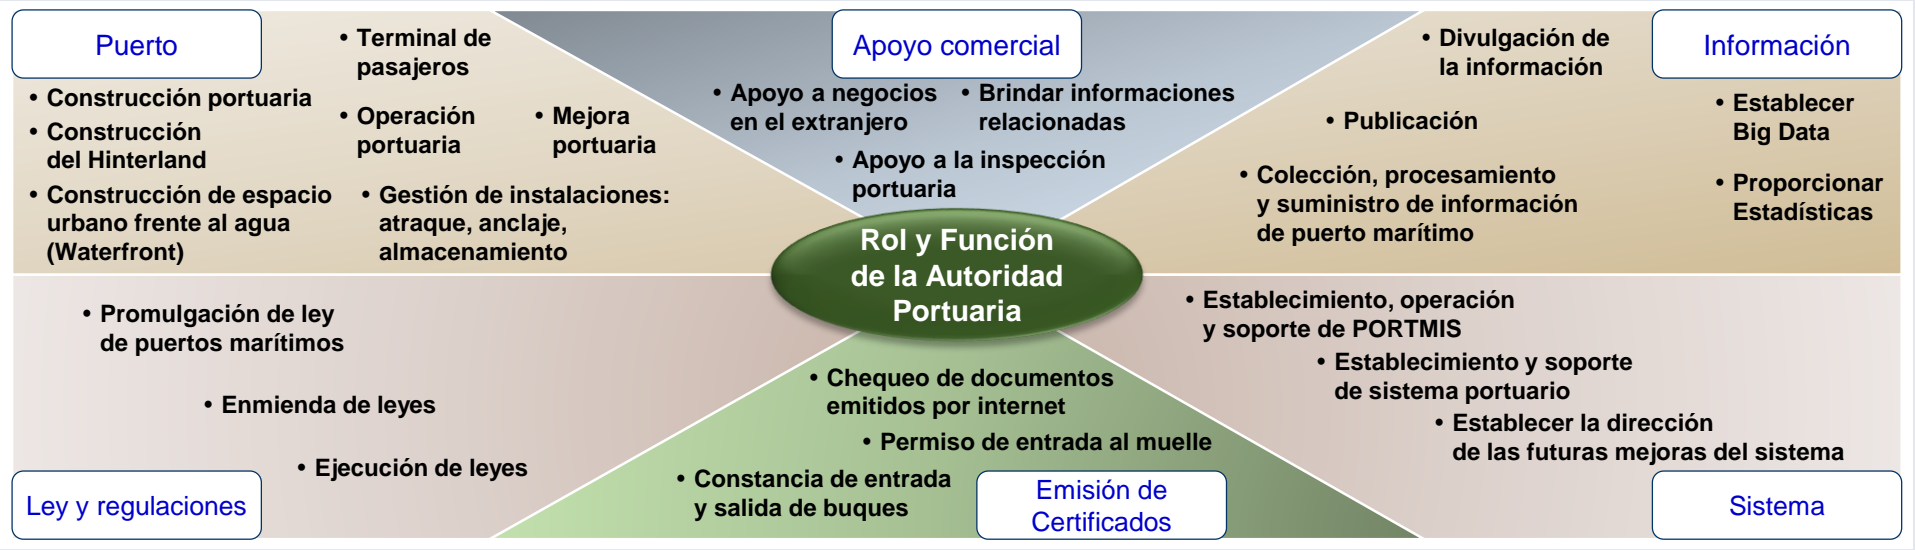 Puerto
• Construcción portuaria
• Construcción
del Hinterland
• Construcción de espacio
urbano frente al agua
(Waterfront)
• Terminal de
pasajeros
• Operación
portuaria
• Mejora
portuaria
• Gestión de instalaciones:
atraque, anclaje,
almacenamiento
Apoyo comercial
• Apoyo a negocios
en el extranjero
• Brindar informaciones
relacionadas
• Apoyo a la inspección
portuaria
Información
• Divulgación de
la información
• Publicación
• Colección, procesamiento
y suministro de información
de puerto marítimo
• Establecer
Big Data
• Proporcionar
Estadísticas
Rol y Función
de la Autoridad
Portuaria
• Promulgación de ley
de puertos marítimos
• Enmienda de leyes
• Ejecución de leyes
Ley y regulaciones
• Chequeo de documentos
emitidos por internet
• Permiso de entrada al muelle
• Constancia de entrada
y salida de buques
Emisión de
Certificados
• Establecimiento, operación
y soporte de PORTMIS
• Establecimiento y soporte
de sistema portuario
• Establecer la dirección
de las futuras mejoras del sistema
Sistema